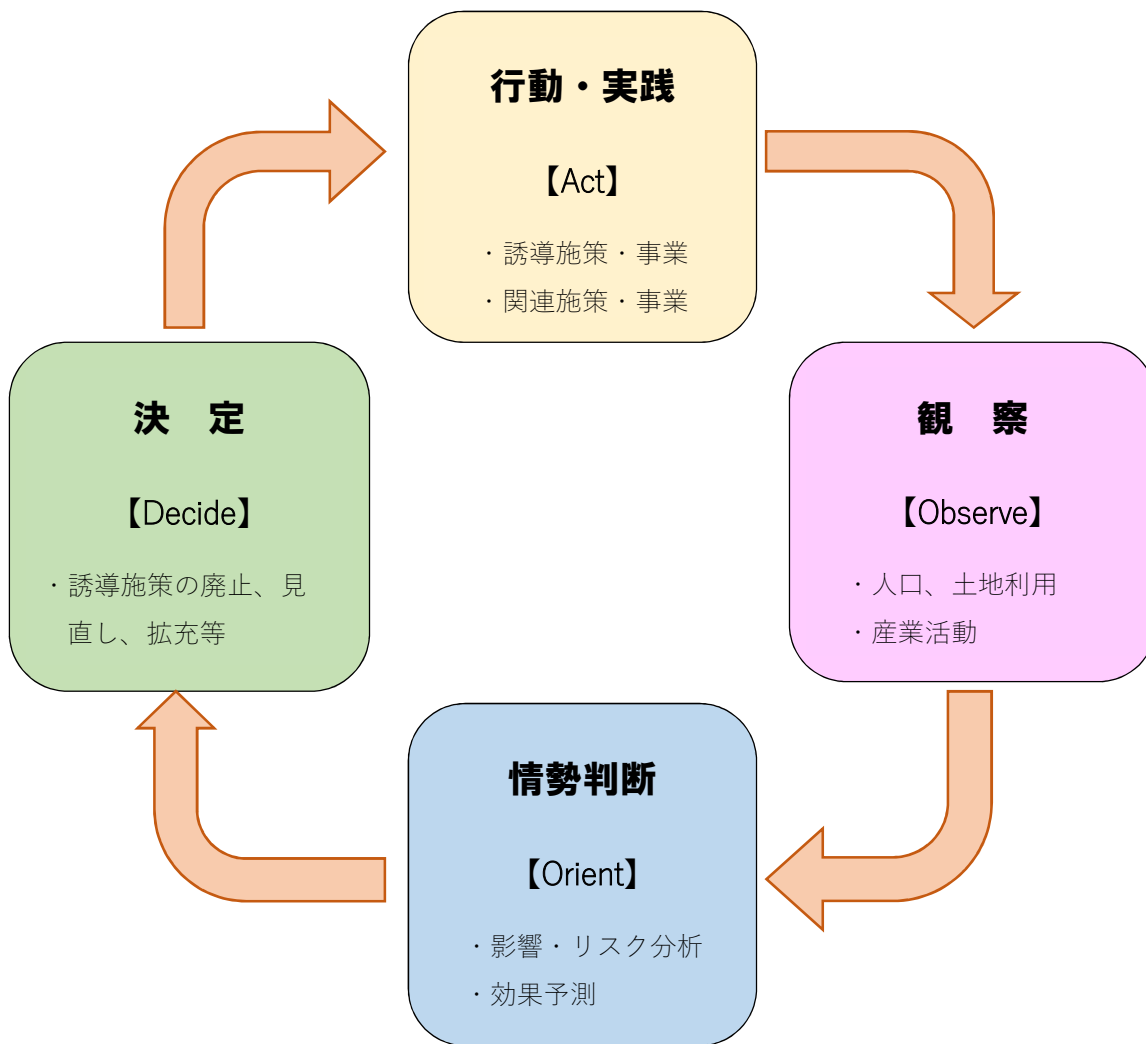 行動・実践
【Act】
・誘導施策・事業
・関連施策・事業
決　定
【Decide】
・誘導施策の廃止、見
直し、拡充等
観　察
【Observe】
・人口、土地利用
・産業活動
情勢判断
【Orient】
・影響・リスク分析
・効果予測